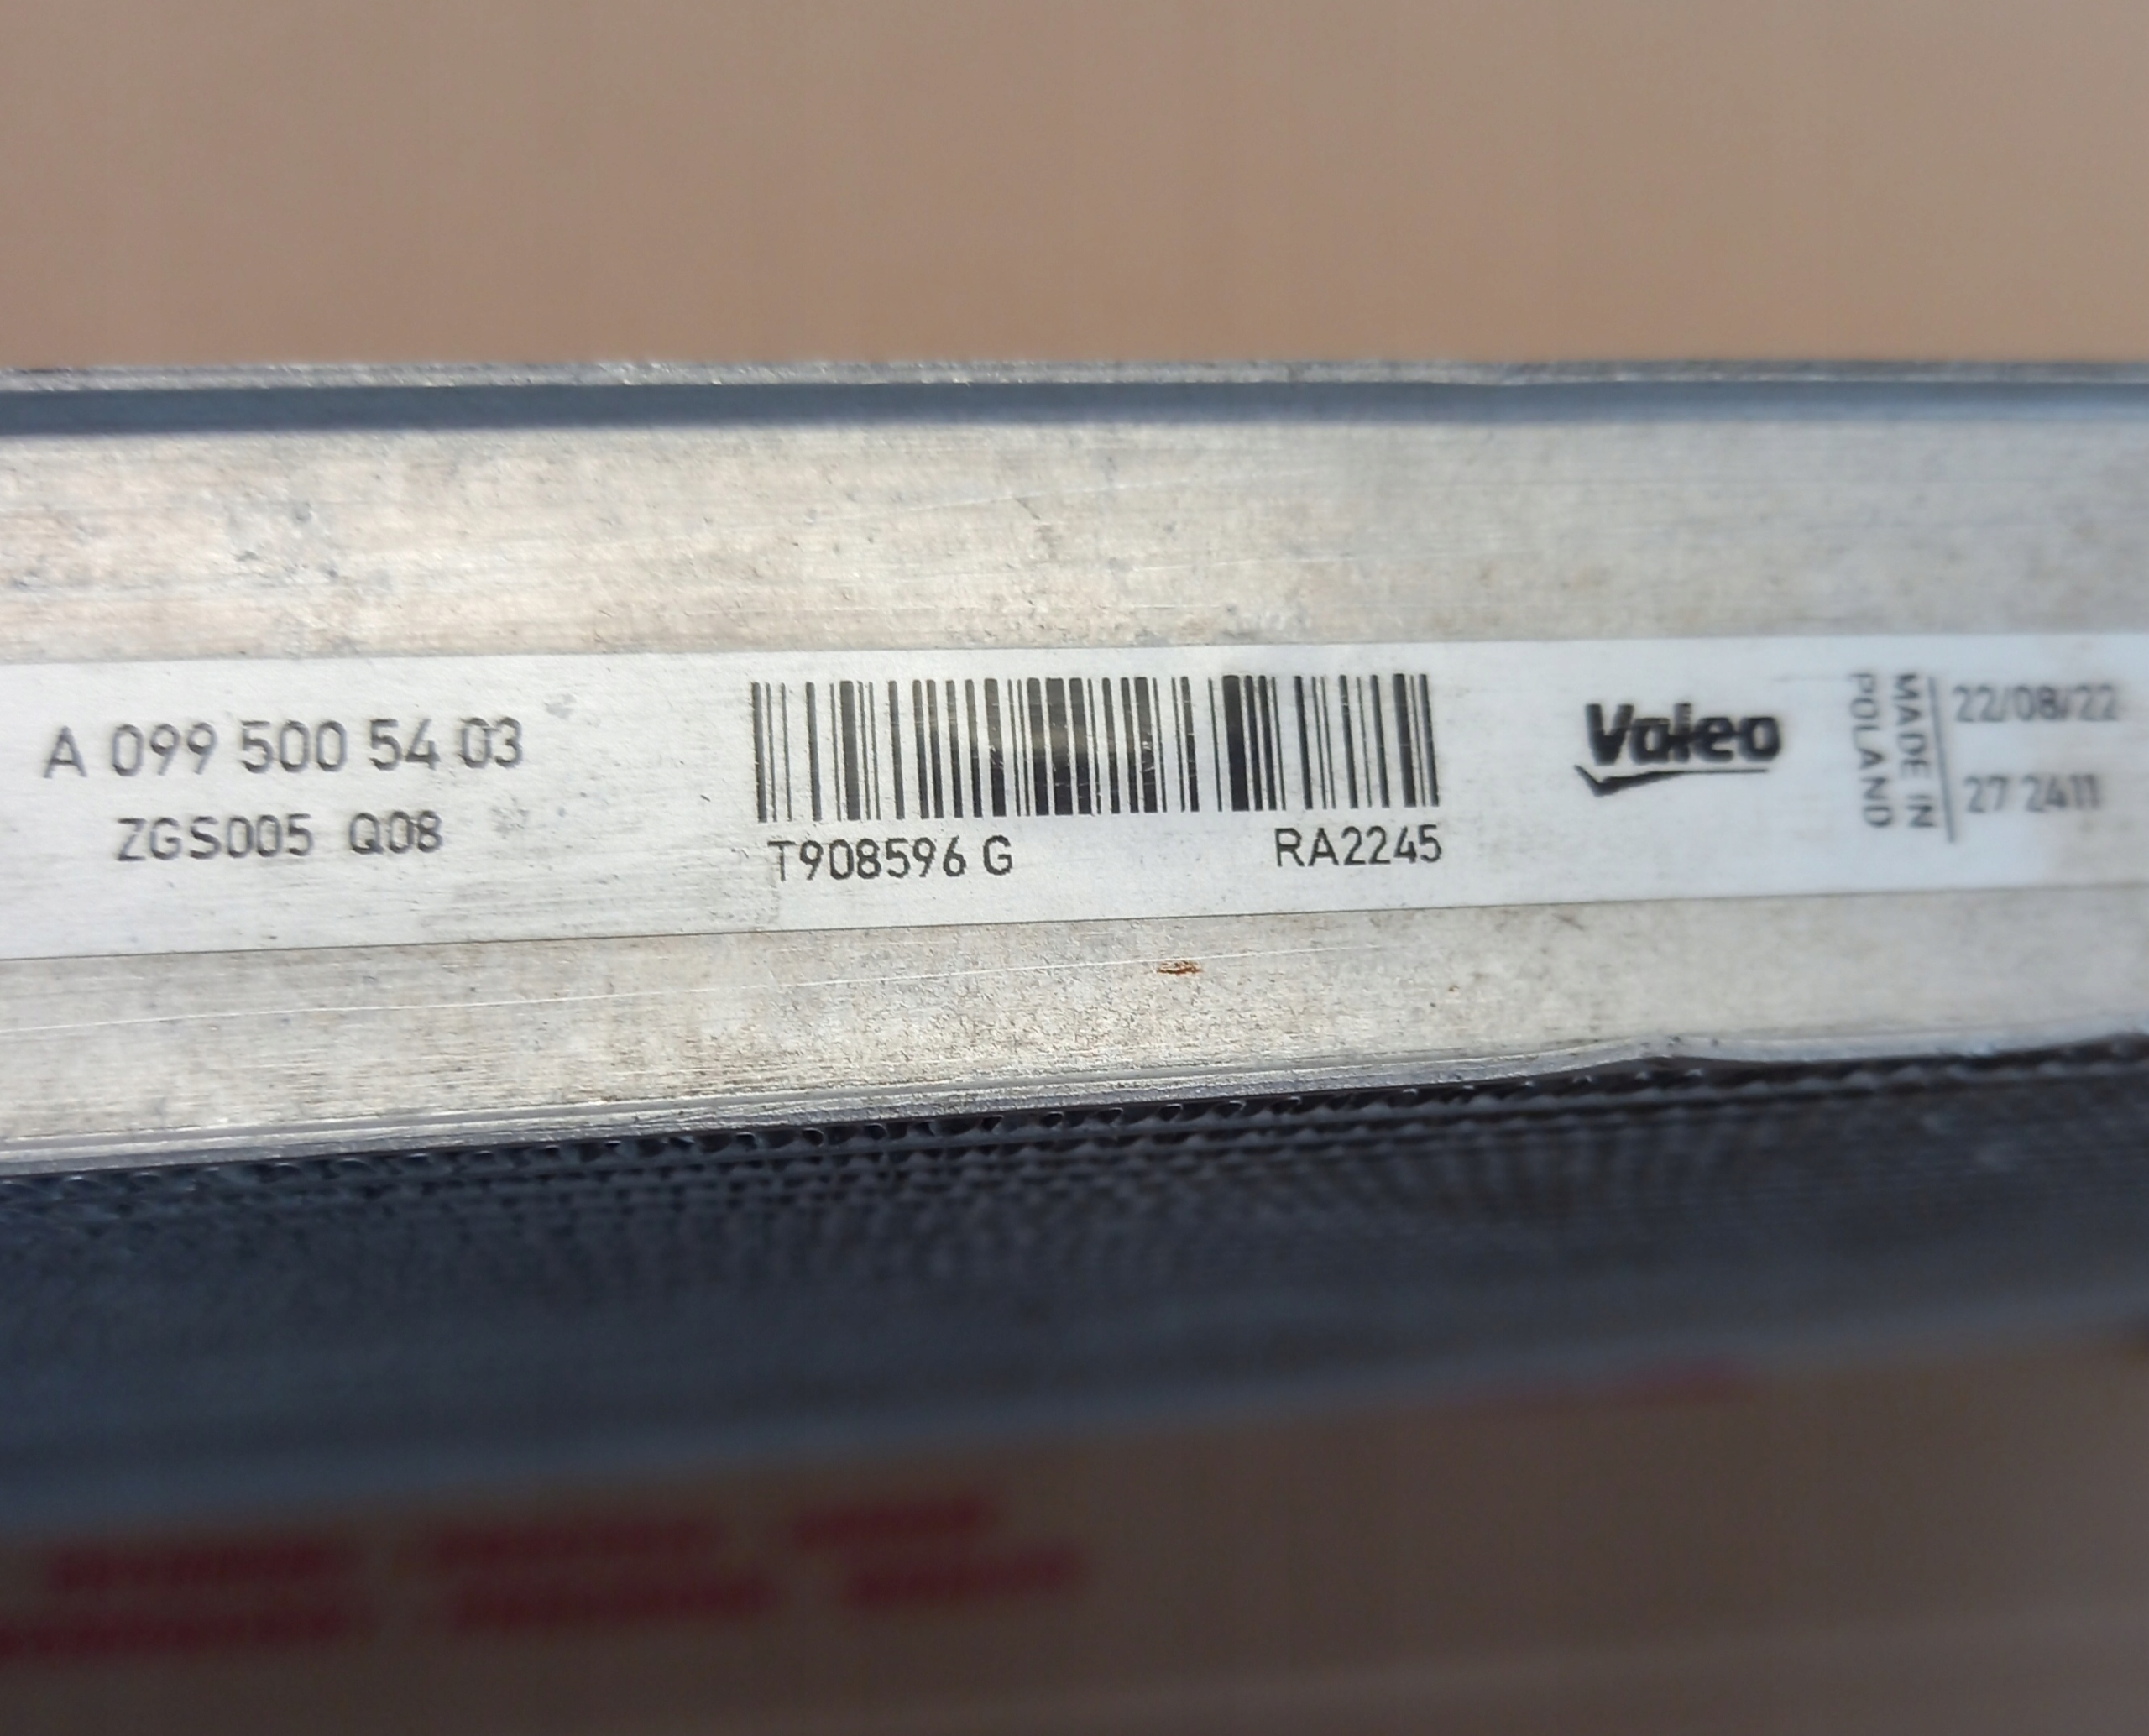 A 099 500 54 03
ZGS005 Q08
T908596 G
RA2245
Valeo
MADE IN
POLAND
22/08/22
27 2411